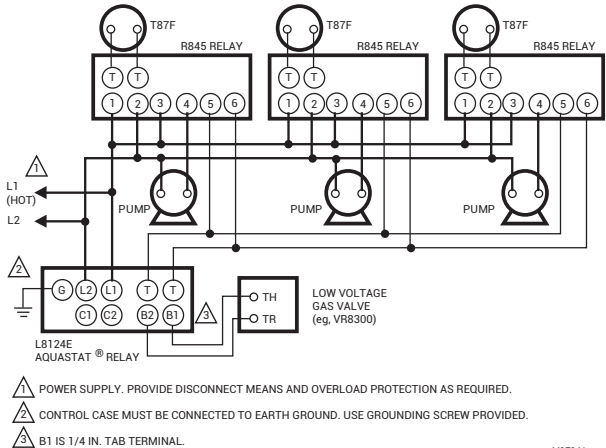 T87F T87F T87F
R845 RELAY R845 RELAY R845 RELAY
T T T T T T
1 2 3 4 5 6 1 2 3 4 5 6 1 2 3 4 5 6
1
L1
(HOT)
L2
PUMP PUMP PUMP
2
G L2 L1 T T
C1 C2 B2 B1
3
TH
TR
LOW VOLTAGE
GAS VALVE
(eg, VR8300)
L8124E
AQUASTAT ® RELAY
1 POWER SUPPLY. PROVIDE DISCONNECT MEANS AND OVERLOAD PROTECTION AS REQUIRED.
2 CONTROL CASE MUST BE CONNECTED TO EARTH GROUND. USE GROUNDING SCREW PROVIDED.
3 B1 IS 1/4 IN. TAB TERMINAL.